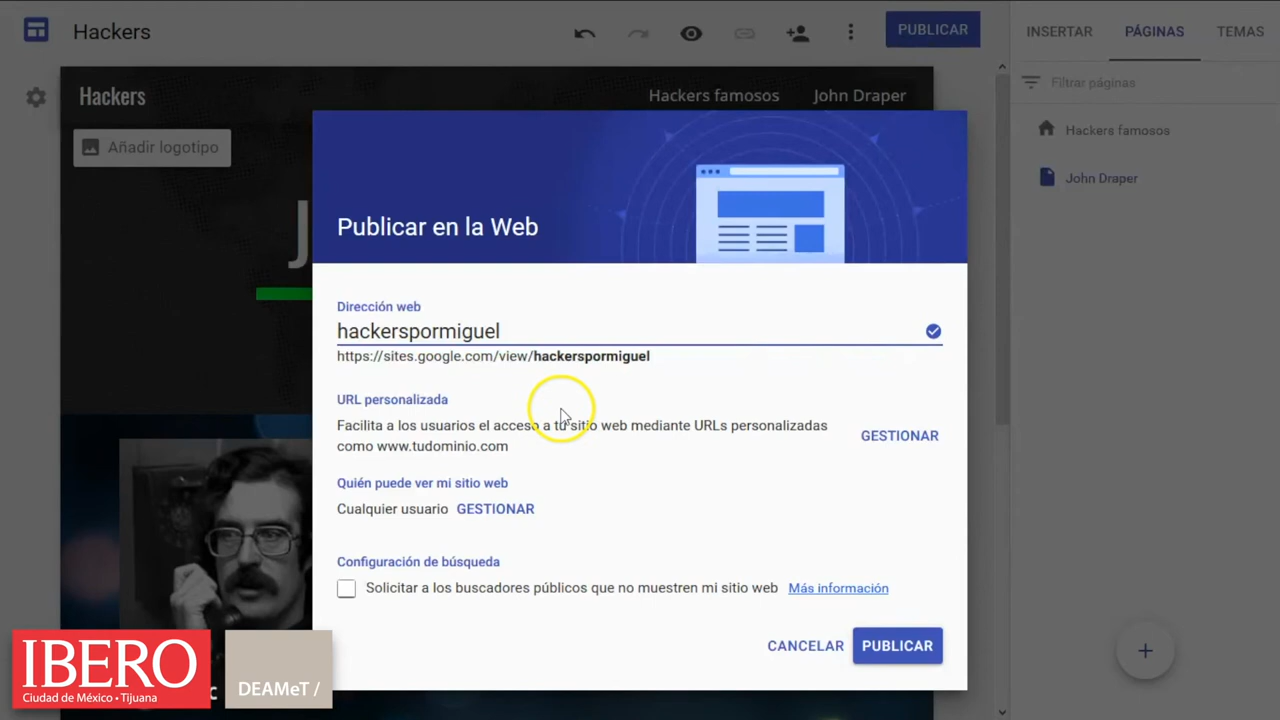 Hackers
PUBLICAR
INSERTAR
PÁGINAS
TEMAS
Hackers
Hackers famosos
John Draper
Filtrar páginas
Añadir logotipo
Hackers famosos
John Draper
J
Publicar en la Web
Dirección web
hackerspormiguel
https://sites.google.com/view/hackerspormiguel
URL personalizada
Facilita a los usuarios el acceso a tu sitio web mediante URLs personalizadas
como www.tudominio.com
GESTIONAR
Quién puede ver mi sitio web
Cualquier usuario GESTIONAR
Configuración de búsqueda
Solicitar a los buscadores públicos que no muestren mi sitio web Más información
CANCELAR
PUBLICAR
IBERO
Ciudad de México • Tijuana
c
DEAMeT /